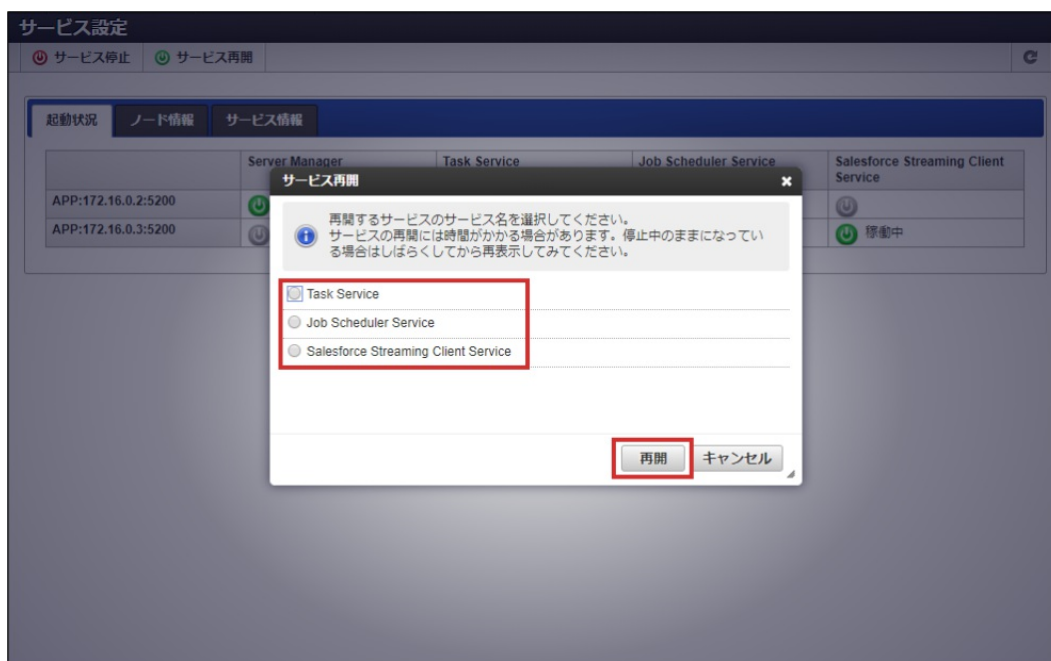 サービス設定
サービス停止 サービス再開
起動状況 ノード情報 サービス情報
Server Manager Task Service Job Scheduler Service Salesforce Streaming Client Service
APP:172.16.0.2:5200
APP:172.16.0.3:5200 稼働中
サービス再開
再開するサービスのサービス名を選択してください。
サービスの再開には時間がかかる場合があります。停止中のままになってい
る場合はしばらくしてから再表示してみてください。
Task Service
Job Scheduler Service
Salesforce Streaming Client Service
再開 キャンセル